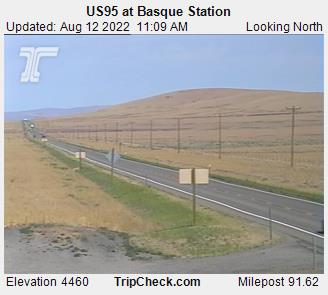 US95 at Basque Station
Updated: Aug 12 2022 11:09 AM Looking North
Elevation 4460 TripCheck.com Milepost 91.62